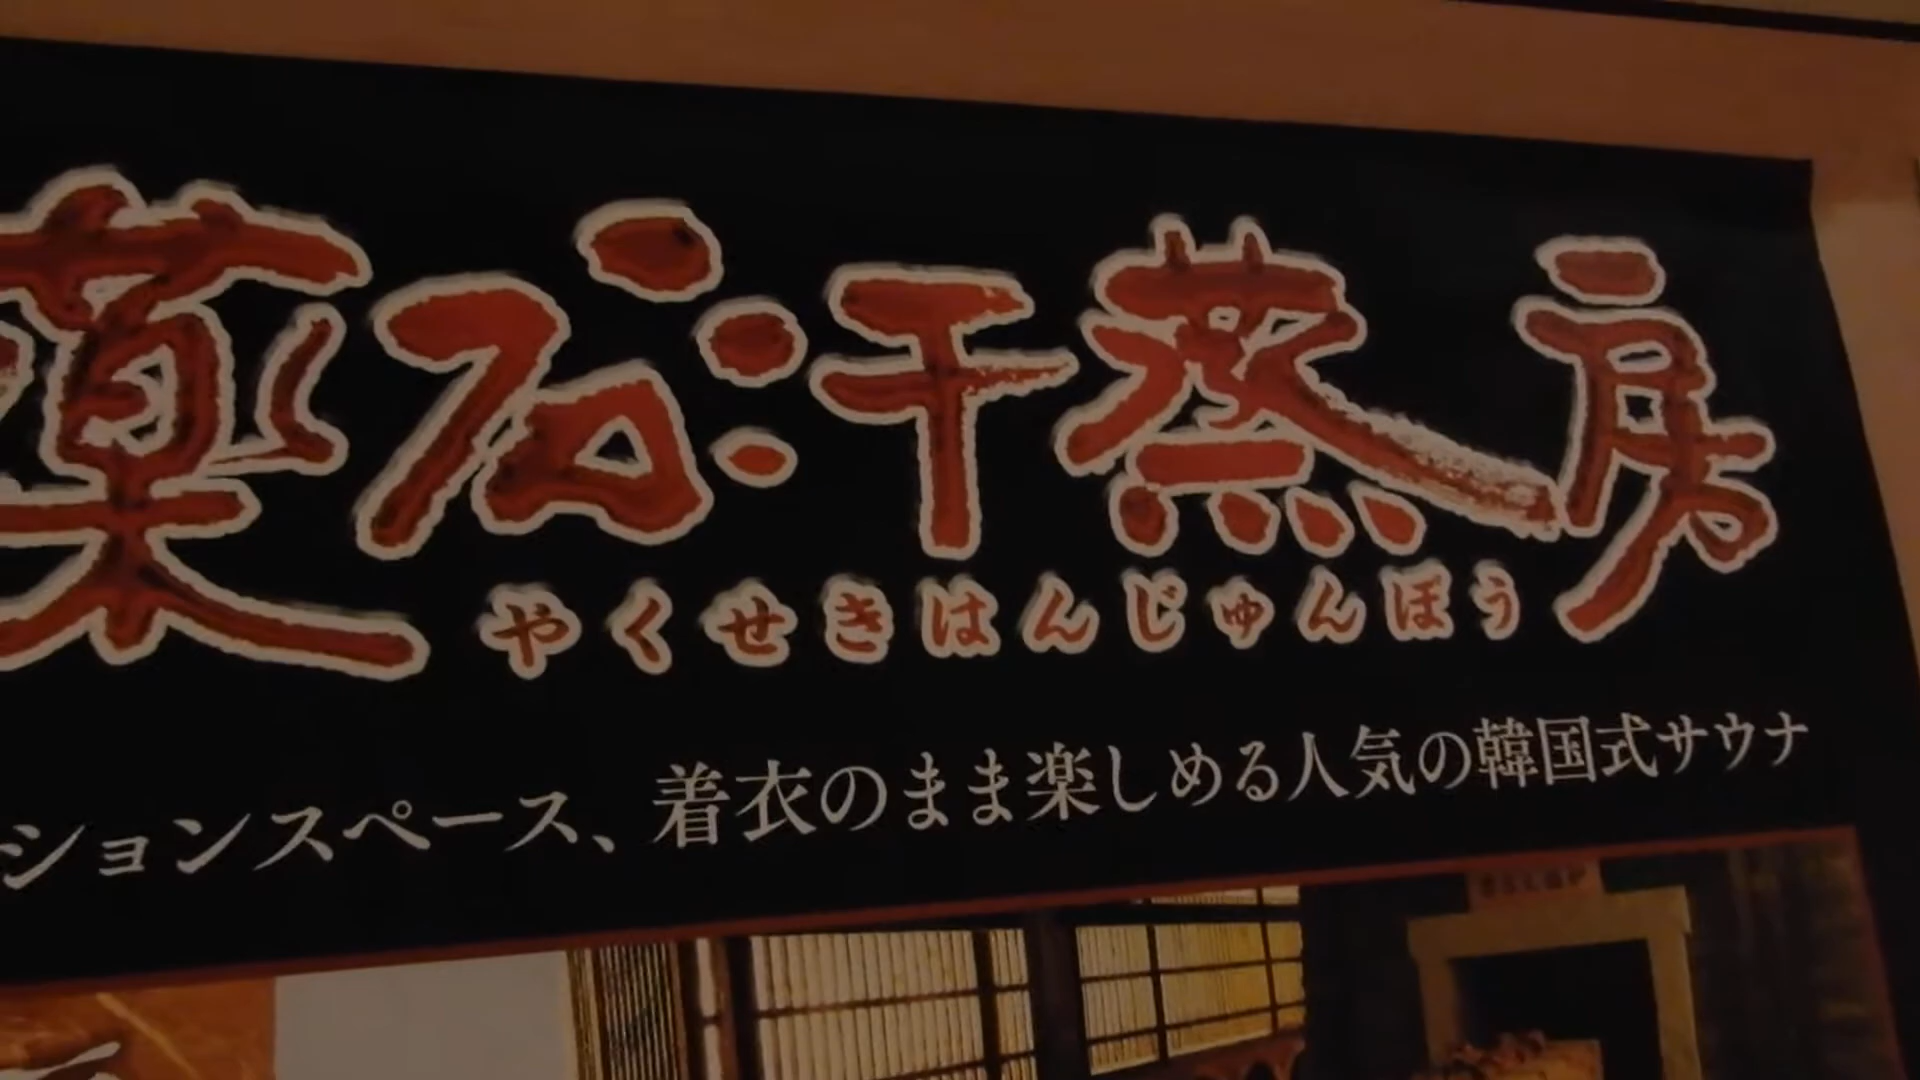 薬石汗蒸房
やくせきはんじゅんぼう
ションスペース、着衣のまま楽しめる人気の韓国式サウナ